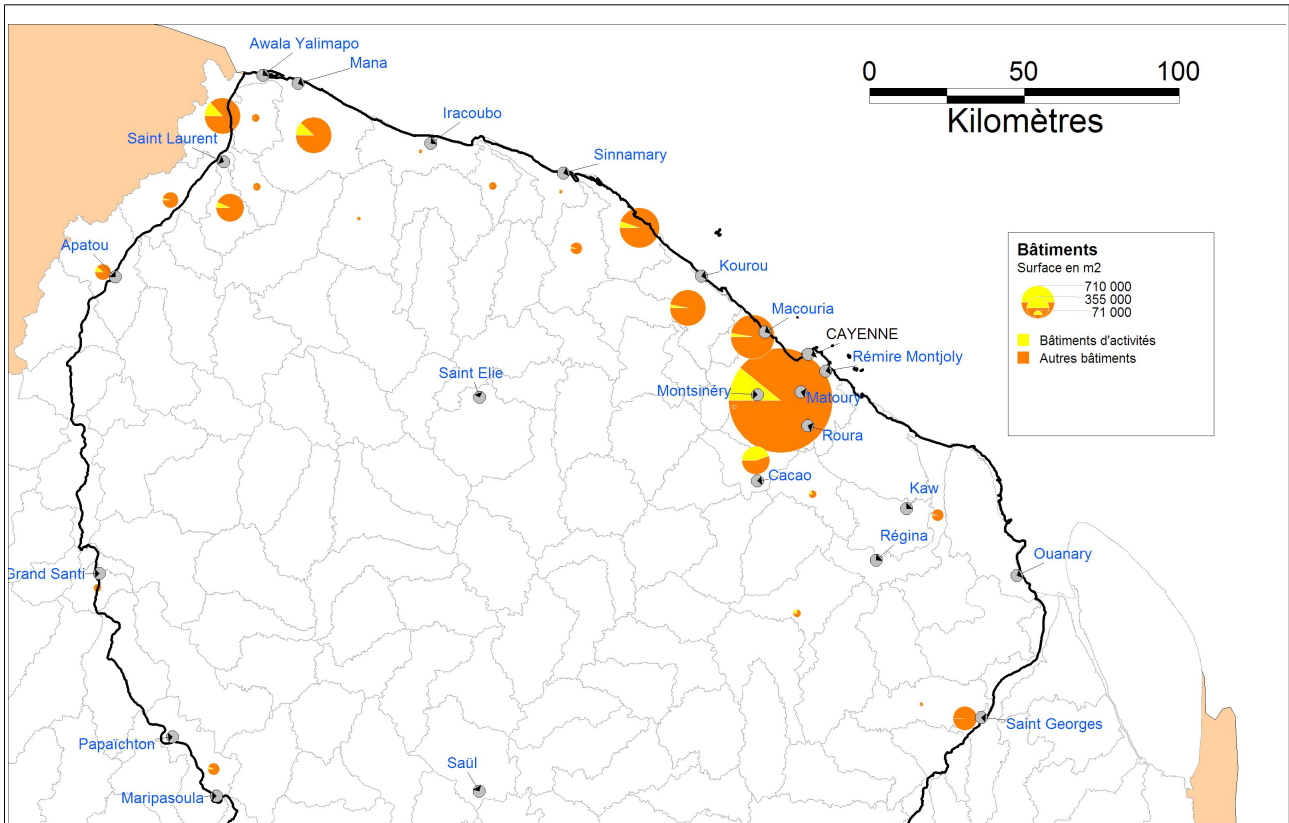 Awala Yalimapo
Mana
0 50 100
Kilomètres
Iracoubo
Saint Laurent
Sinnamary
Apatou
Kourou
Bâtiments
Surface en m2
710 000
355 000
71 000
Bâtiments d'activités
Autres bâtiments
Macouria
CAYENNE
Rémire Montjoly
Saint Elie
Montsinéry
Matoury
Roura
Cacao
Kaw
Régina
Ouanary
Grand Santi
Saint Georges
Papaïchton
Saül
Maripasoula